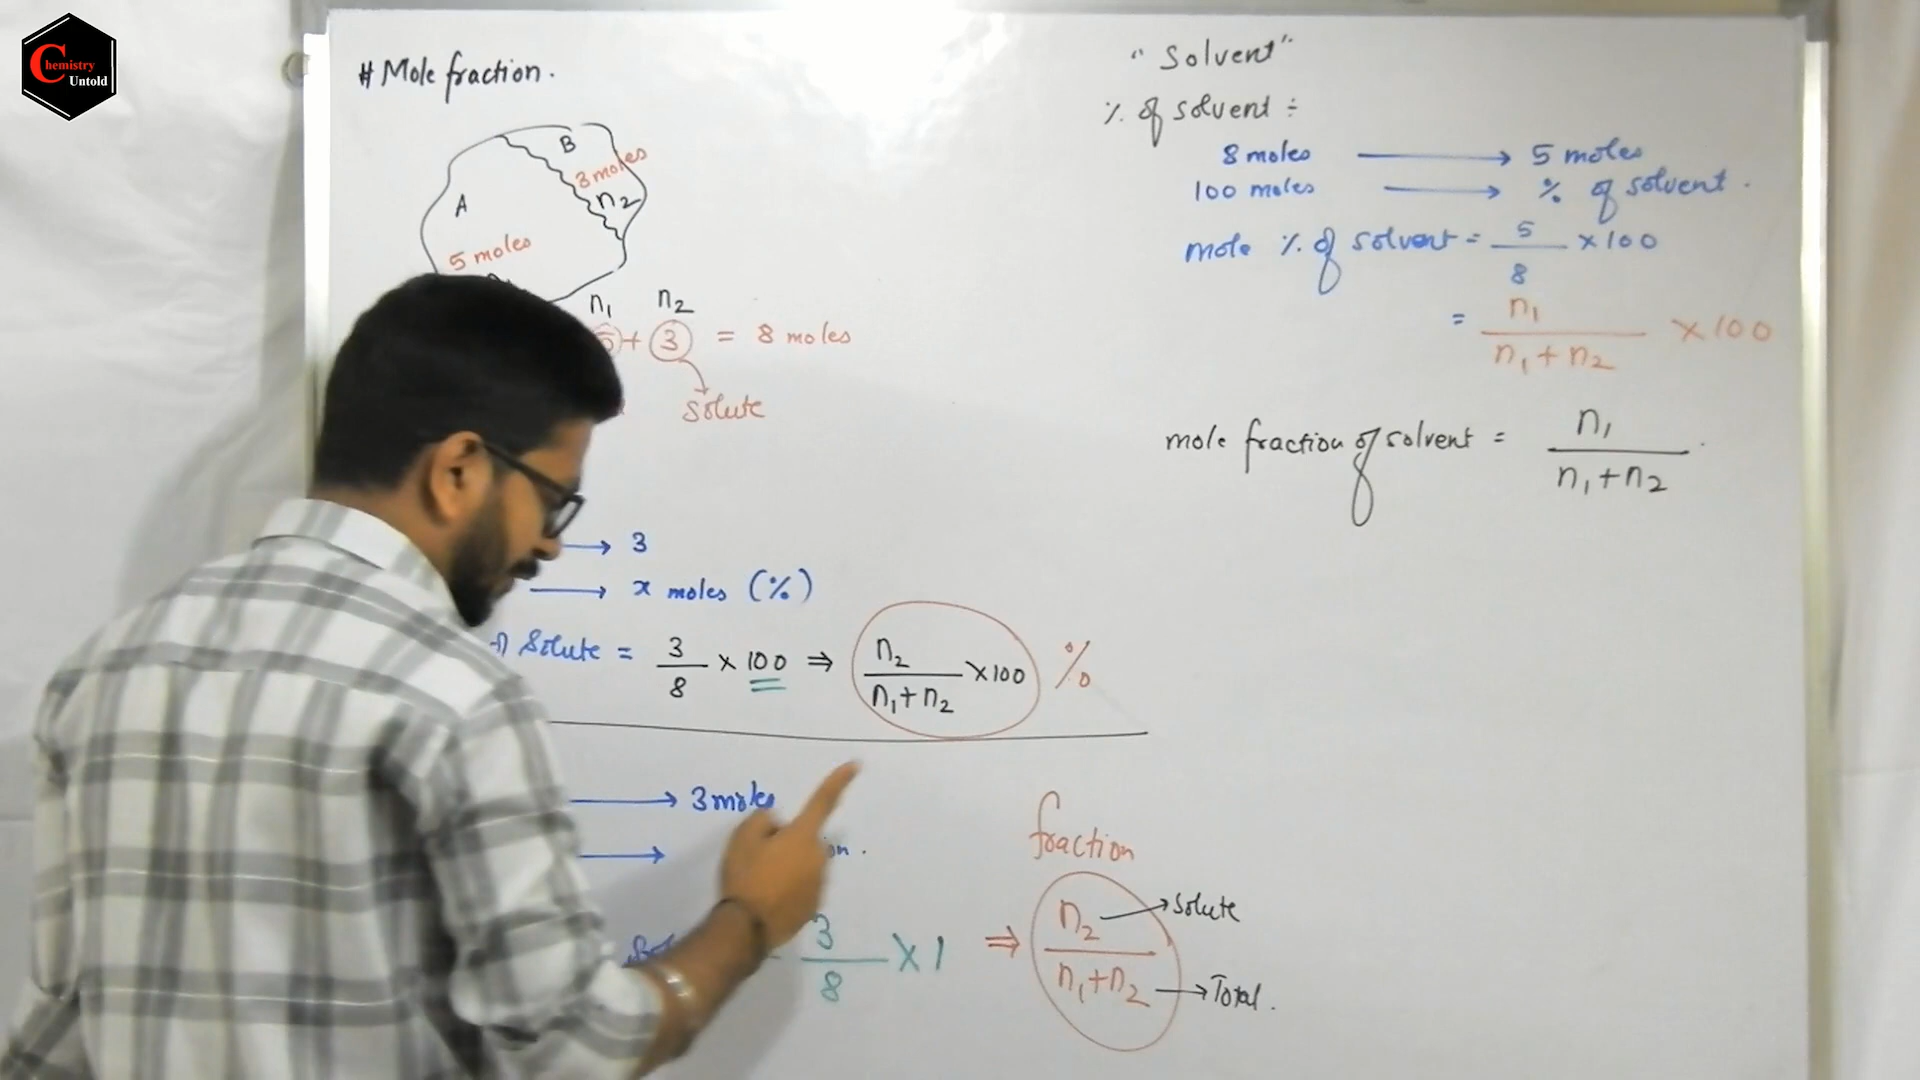 Chemistry
Untold
# Mole fraction.
B
3 moles
n2
A
5 moles
n1 n2
5 + 3 = 8 moles
Solute
→ 3
→ x moles (%)
Solute = 3/8 × 100 ⇒ n2/n1+n2 ×100 %
→ 3 moles
→
3/8 × 1 ⇒
fraction
n2/n1+n2
→ Solute
→ Total.
"Solvent"
% of solvent ÷
8 moles → 5 moles
100 moles → % of solvent.
mole % of solvent = 5/8 × 100
= n1/n1+n2 × 100
mole fraction of solvent = n1/n1+n2.